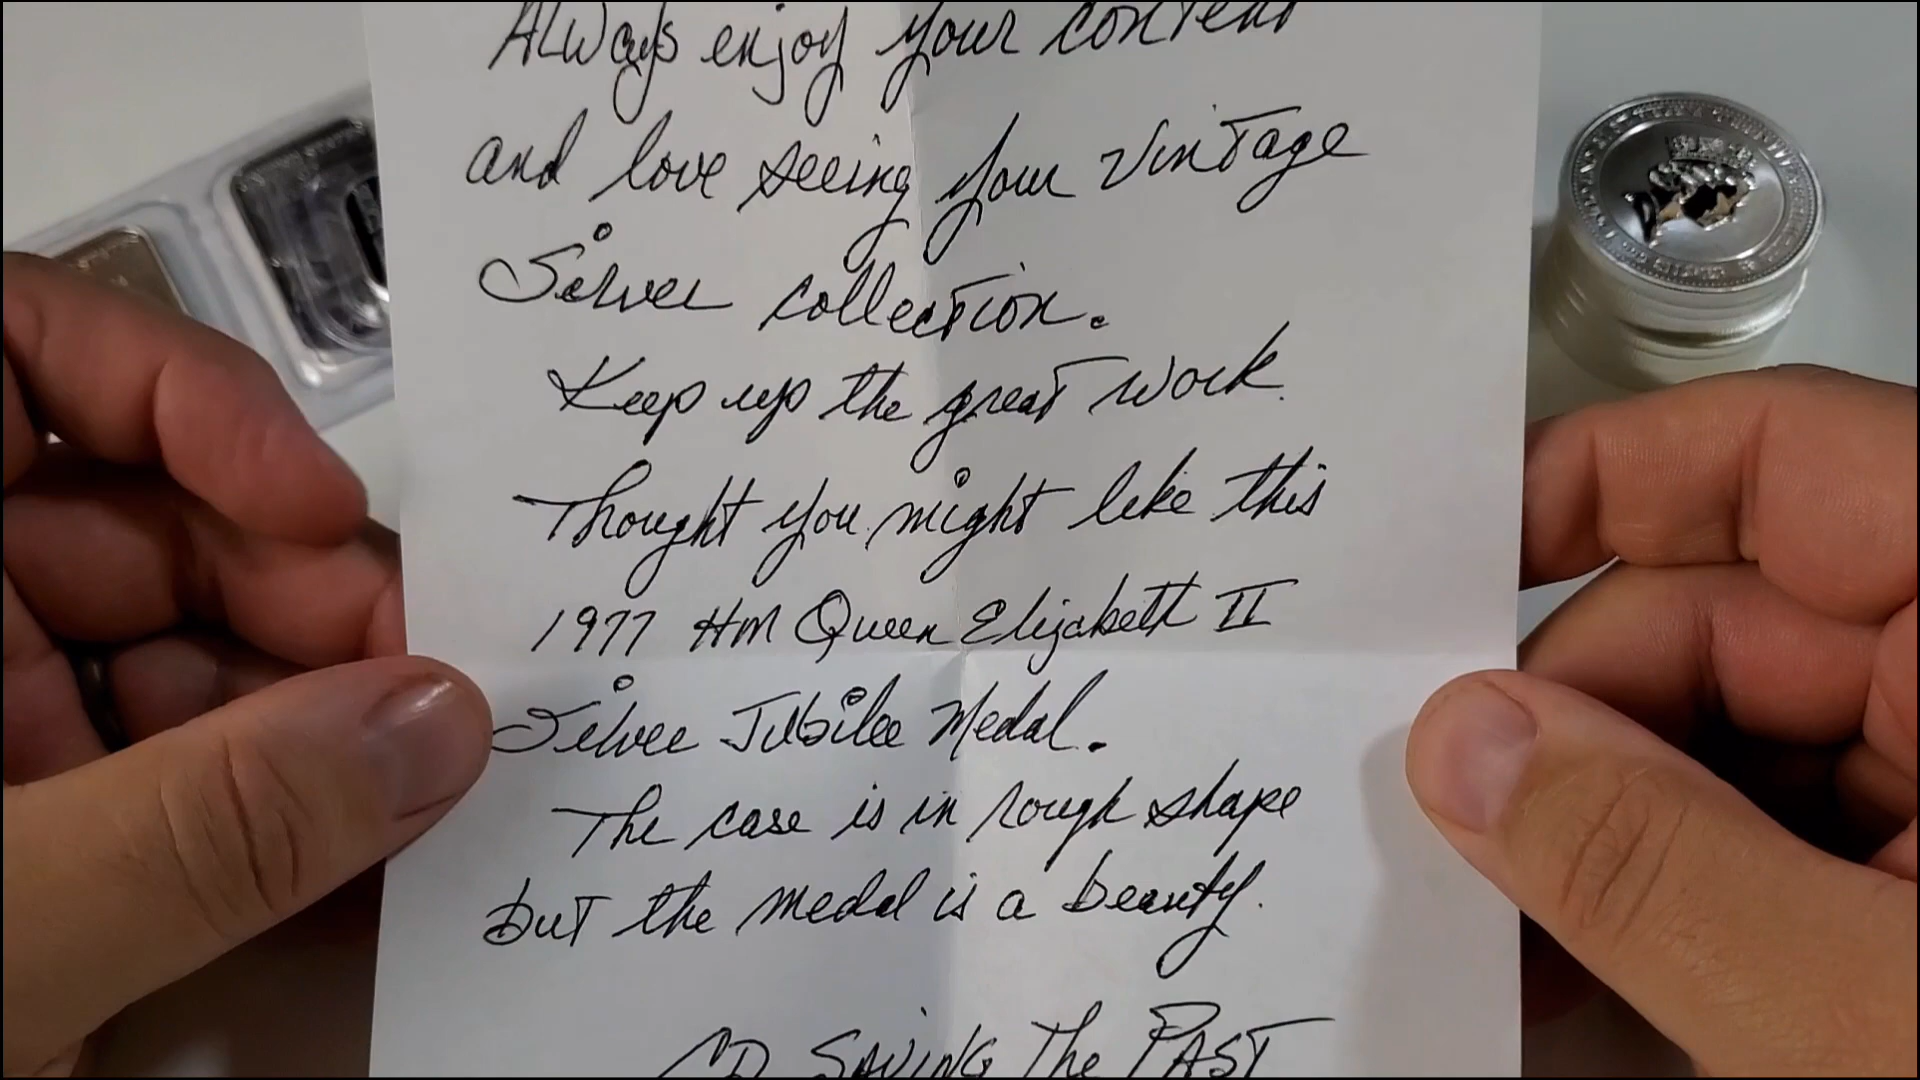 Always enjoy your content
and love seeing your vintage
Silver collection.
Keep up the great work.
Thought you might like this
1977 HM Queen Elizabeth II
Silver Jubilee Medal.
The case is in rough shape
but the medal is a beauty.
CD SAVING The PAST